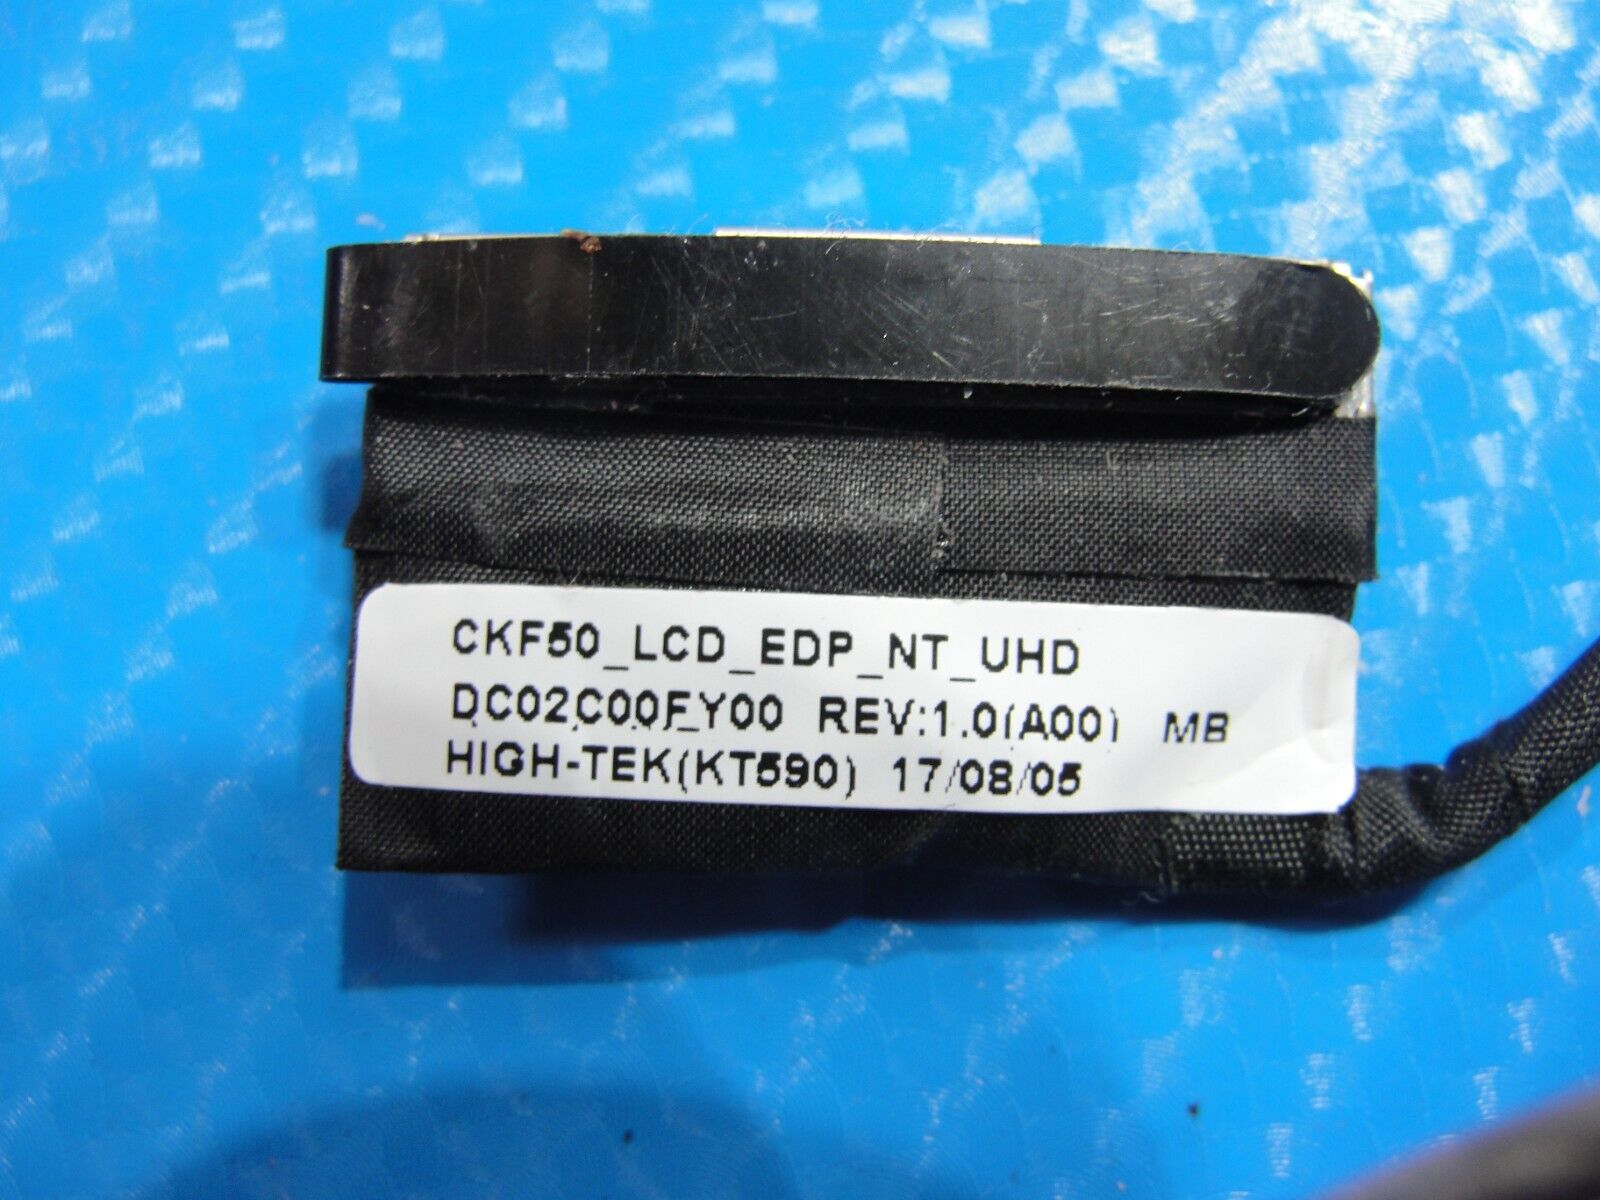 CKF50_LCD_EDP_NT_UHD
DC02C00FY00 REV:1.0(A00) MB
HIGH-TEK(KT590) 17/08/05